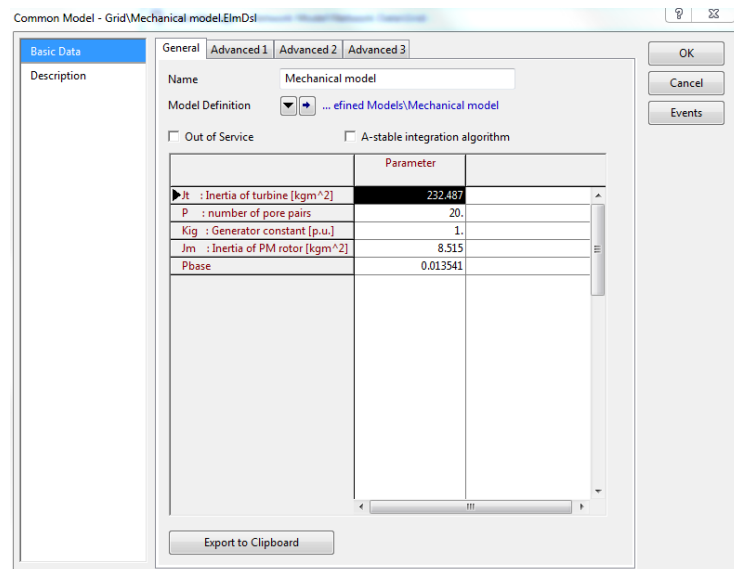 Common Model - Grid\Mechanical model.ElmDsl
Basic Data
Description
General Advanced 1 Advanced 2 Advanced 3
Name Mechanical model
Model Definition ... efined Models\Mechanical model
Out of Service A-stable integration algorithm
Parameter
Jt : Inertia of turbine [kgm^2] 232.487
P : number of pore pairs 20.
Kig : Generator constant [p.u.] 1.
Jm : Inertia of PM rotor [kgm^2] 8.515
Pbase 0.013541
Export to Clipboard
OK
Cancel
Events